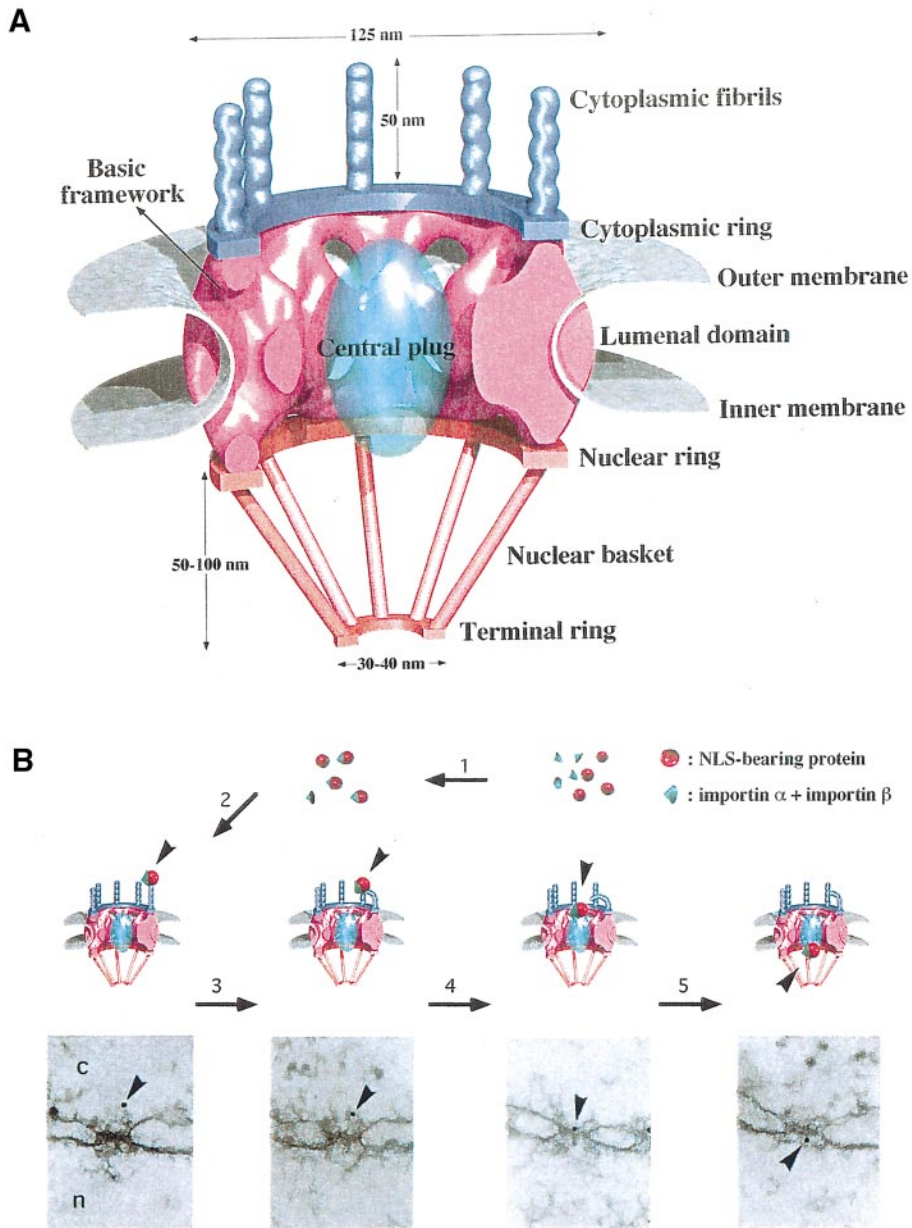 A
125 nm
Cytoplasmic fibrils
50 nm
Basic
framework
Cytoplasmic ring
Outer membrane
Central plug
Lumenal domain
Inner membrane
Nuclear ring
50-100 nm
Nuclear basket
Terminal ring
30-40 nm
B
1
: NLS-bearing protein
2
: importin α + importin β
3
4
5
c
n